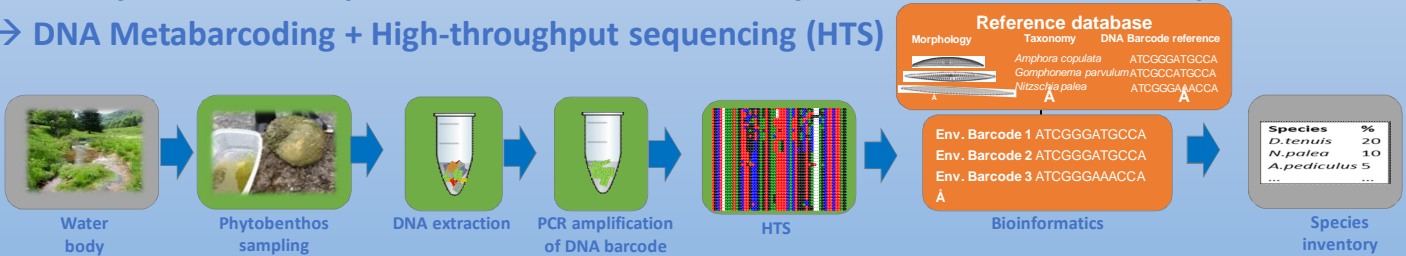 → DNA Metabarcoding + High-throughput sequencing (HTS)
Reference database
Morphology Taxonomy DNA Barcode reference
Amphora copulata ATCGGGATGCCA
Gomphonema parvulum ATCGCCATGCCA
Nitzschia palea ATCGGGAAACCA
Å Å Å
Env. Barcode 1 ATCGGGATGCCA
Env. Barcode 2 ATCGGGATGCCA
Env. Barcode 3 ATCGGGAAACCA
Å
Species %
D.tenuis 20
N.palea 10
A.pediculus 5
... ...
Water
body
Phytobenthos
sampling
DNA extraction
PCR amplification
of DNA barcode
HTS
Bioinformatics
Species
inventory